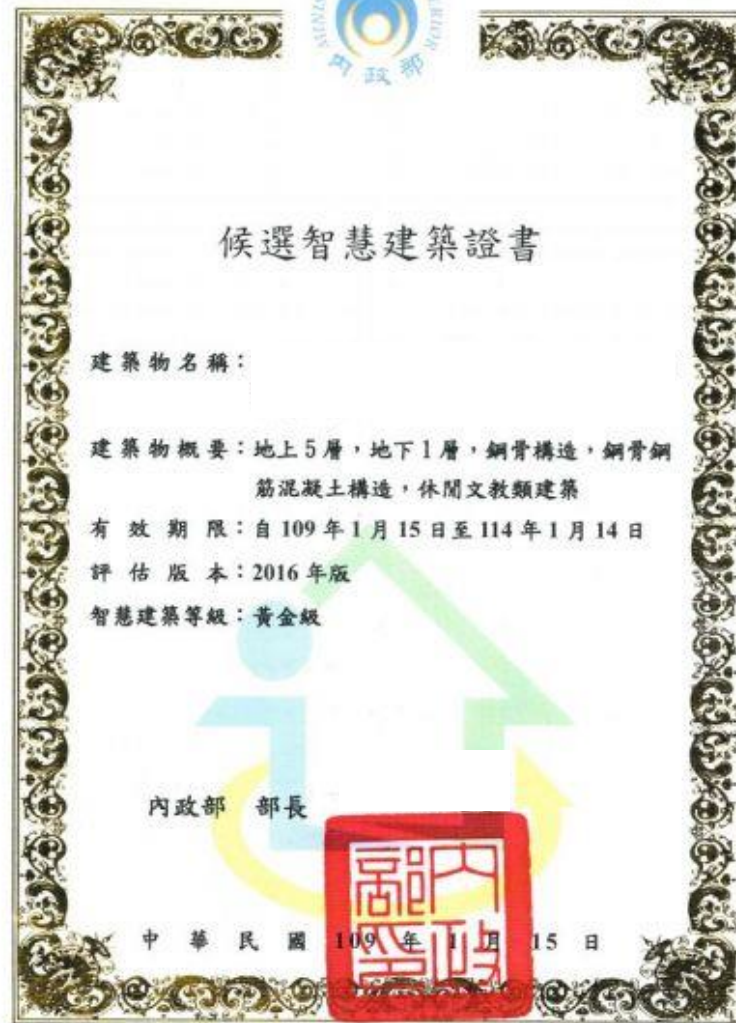 內政部
候選智慧建築證書
建築物名稱：
建築物概要：地上5層，地下1層，鋼骨構造，鋼骨鋼
筋混凝土構造，休閒文教類建築
有效期限：自109年1月15日至114年1月14日
評估版本：2016年版
智慧建築等級：黃金級
內政部 部長
內政部印
中華民國109年1月15日